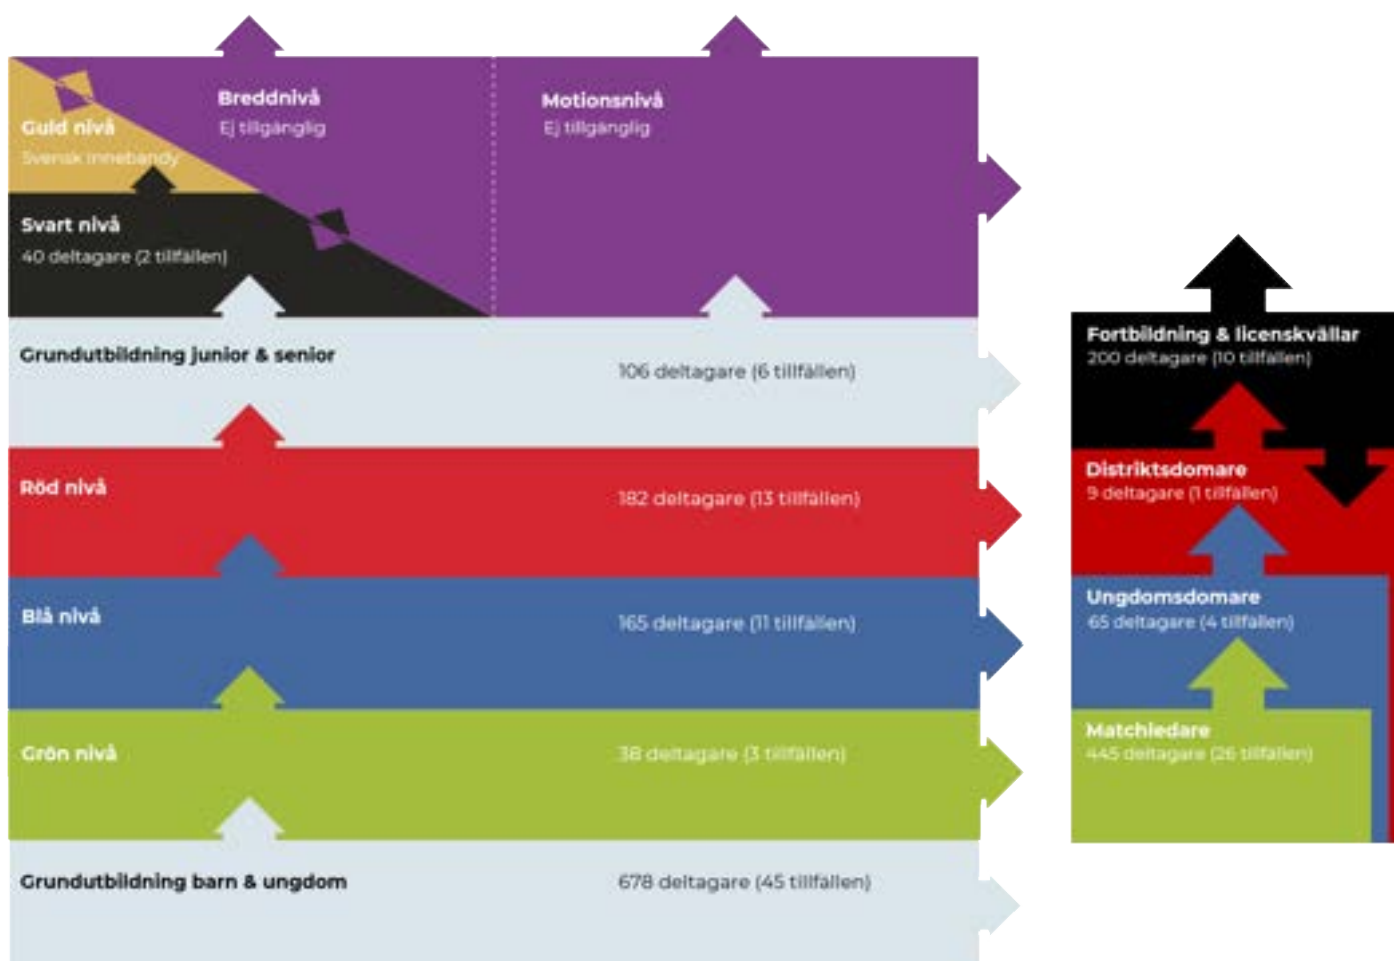 Breddnivå
Ej tillgänglig
Motionsnivå
Ej tillgänglig
Guld nivå
Svensk innebandy
Svart nivå
40 deltagare (2 tillfällen)
Grundutbildning junior & senior
106 deltagare (6 tillfällen)
Röd nivå
182 deltagare (13 tillfällen)
Blå nivå
165 deltagare (11 tillfällen)
Grön nivå
38 deltagare (3 tillfällen)
Grundutbildning barn & ungdom
678 deltagare (45 tillfällen)
Fortbildning & licenskvällar
200 deltagare (10 tillfällen)
Distriktsdomare
9 deltagare (1 tillfällen)
Ungdomsdomare
65 deltagare (4 tillfällen)
Matchledare
445 deltagare (26 tillfällen)